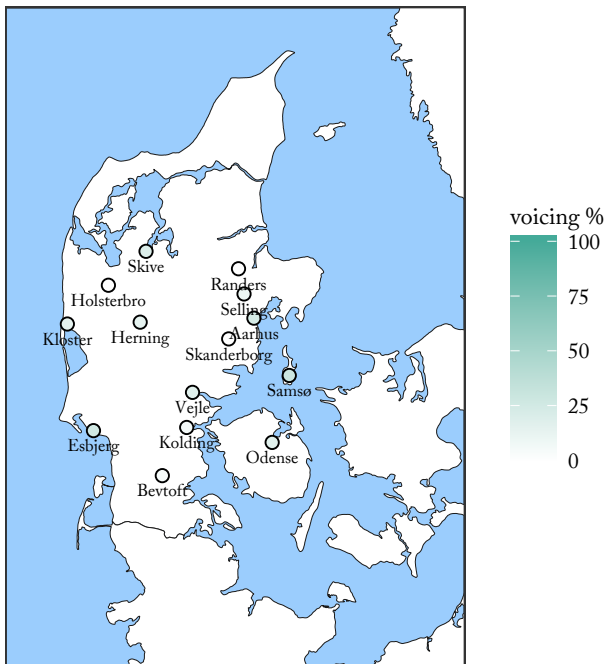 voicing %
100
75
50
25
0
Skive
Randers
Holsterbro
Selling
Kloster
Herning
Aarhus
Skanderborg
Samsø
Vejle
Esbjerg
Kolding
Odense
Bevtoft